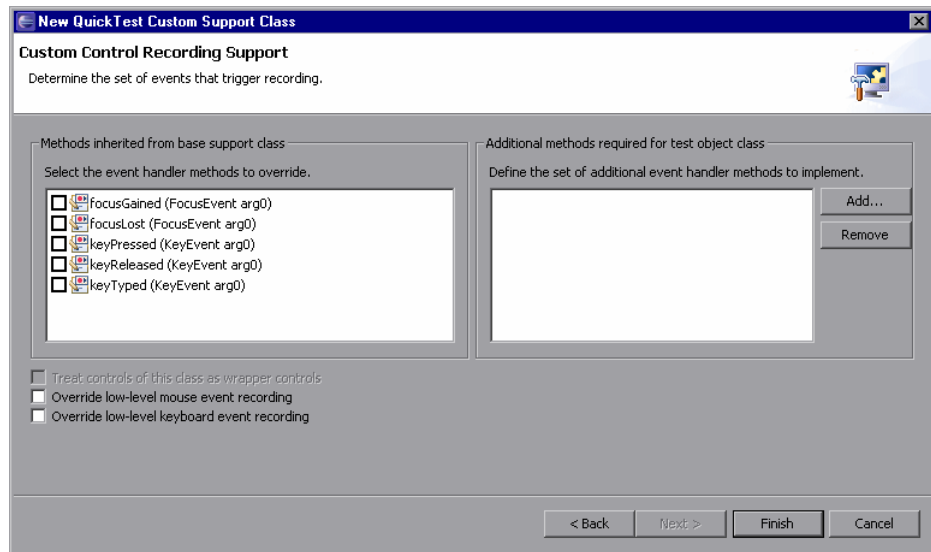 New QuickTest Custom Support Class
Custom Control Recording Support
Determine the set of events that trigger recording.
Methods inherited from base support class
Select the event handler methods to override.
focusGained (FocusEvent arg0)
focusLost (FocusEvent arg0)
keyPressed (KeyEvent arg0)
keyReleased (KeyEvent arg0)
keyTyped (KeyEvent arg0)
Additional methods required for test object class
Define the set of additional event handler methods to implement.
Add...
Remove
Treat controls of this class as wrapper controls
Override low-level mouse event recording
Override low-level keyboard event recording
< Back
Next >
Finish
Cancel